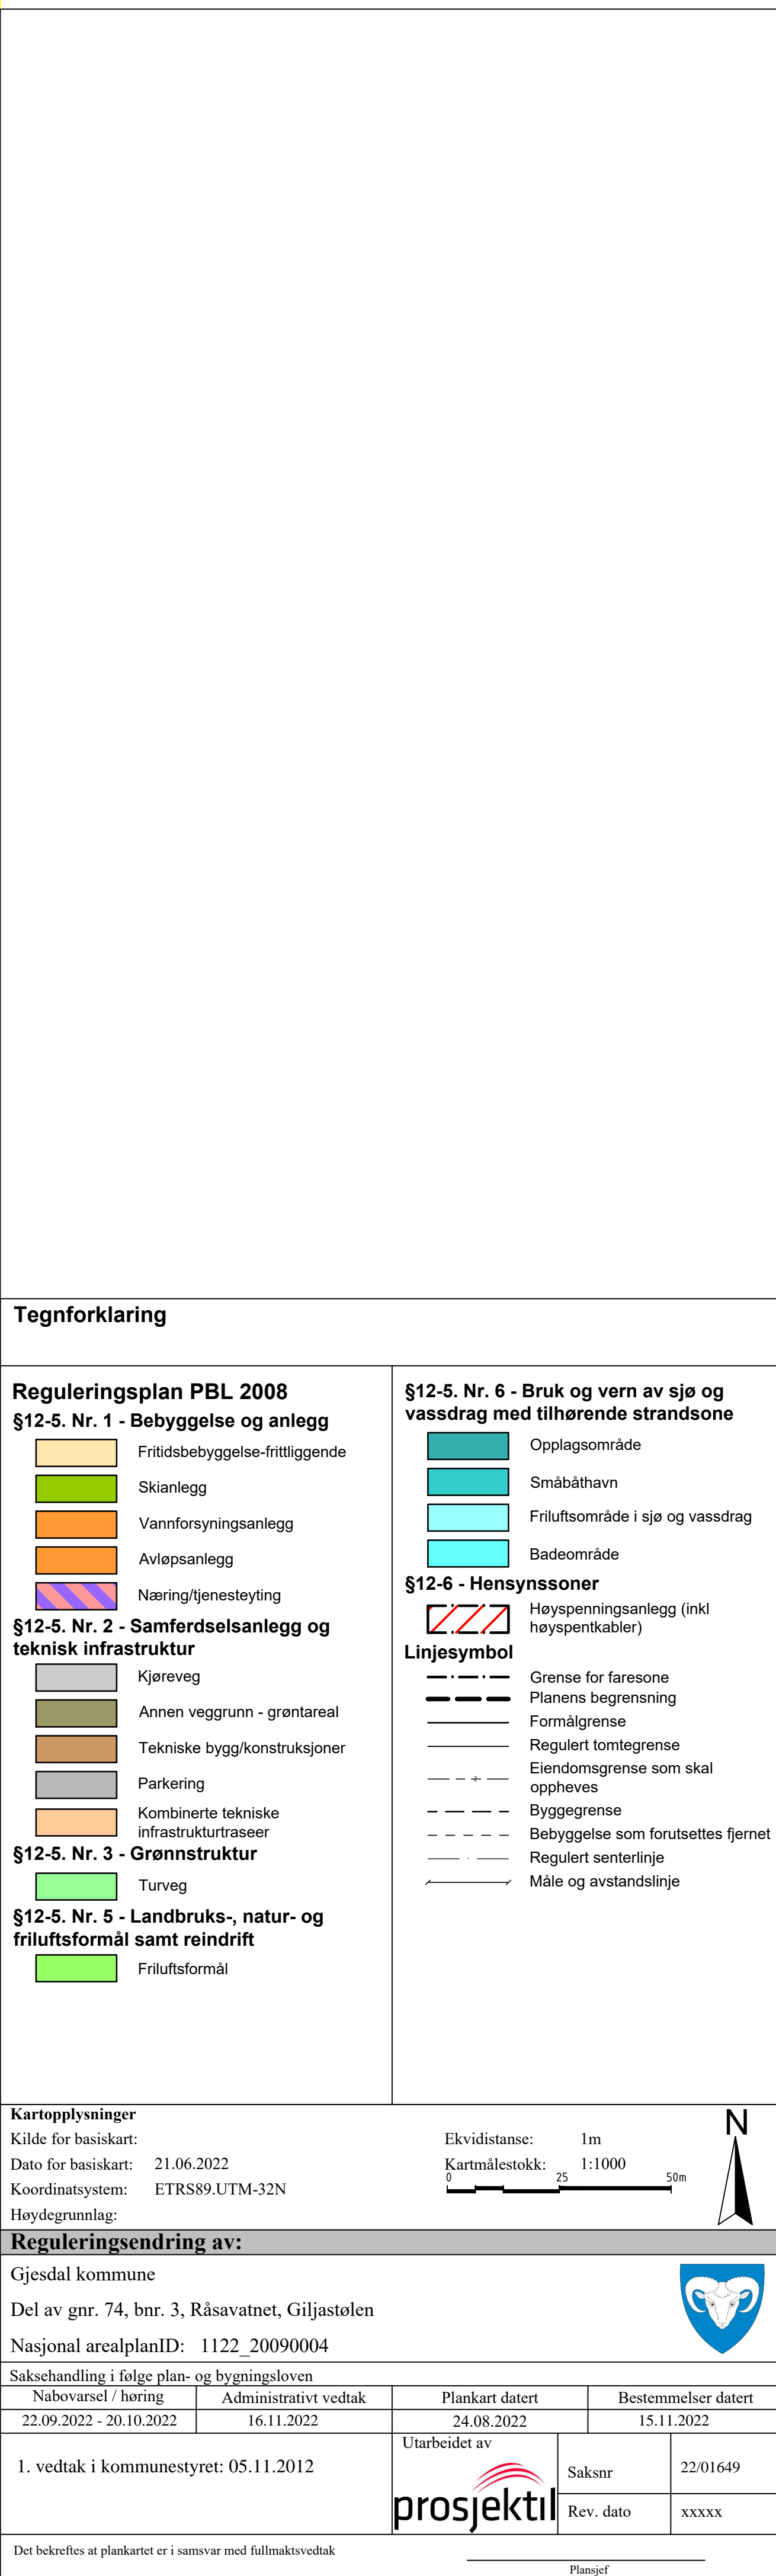 Tegnforklaring
Reguleringsplan PBL 2008
§12-5. Nr. 1 - Bebyggelse og anlegg
Fritidsbebyggelse-frittliggende
Skianlegg
Vannforsyningsanlegg
Avløpsanlegg
Næring/tjenesteyting
§12-5. Nr. 2 - Samferdselsanlegg og
teknisk infrastruktur
Kjøreveg
Annen veggrunn - grøntareal
Tekniske bygg/konstruksjoner
Parkering
Kombinerte tekniske
infrastrukturtraseer
§12-5. Nr. 3 - Grønnstruktur
Turveg
§12-5. Nr. 5 - Landbruks-, natur- og
friluftsformål samt reindrift
Friluftsformål
§12-5. Nr. 6 - Bruk og vern av sjø og
vassdrag med tilhørende strandsone
Opplagsområde
Småbåthavn
Friluftsområde i sjø og vassdrag
Badeområde
§12-6 - Hensynssoner
Høyspenningsanlegg (inkl
høyspentkabler)
Linjesymbol
Grense for faresone
Planens begrensning
Formålgrense
Regulert tomtegrense
Eiendomsgrense som skal
oppheves
Byggegrense
Bebyggelse som forutsettes fjernet
Regulert senterlinje
Måle og avstandslinje
Kartopplysninger
Kilde for basiskart:
Dato for basiskart: 21.06.2022
Koordinatsystem: ETRS89.UTM-32N
Høydegrunnlag:
Ekvidistanse: 1m
Kartmålestokk: 1:1000
0 25 50m
N
Reguleringsendring av:
Gjesdal kommune
Del av gnr. 74, bnr. 3, Råsavatnet, Giljastølen
Nasjonal arealplanID: 1122_20090004
Saksehandling i følge plan- og bygningsloven
Nabovarsel / høring Administrativt vedtak Plankart datert Bestemmelser datert
22.09.2022 - 20.10.2022 16.11.2022 24.08.2022 15.11.2022
1. vedtak i kommunestyret: 05.11.2012
Utarbeidet av
prosjektil
Saksnr 22/01649
Rev. dato xxxxx
Det bekreftes at plankartet er i samsvar med fullmaktsvedtak
Plansjef